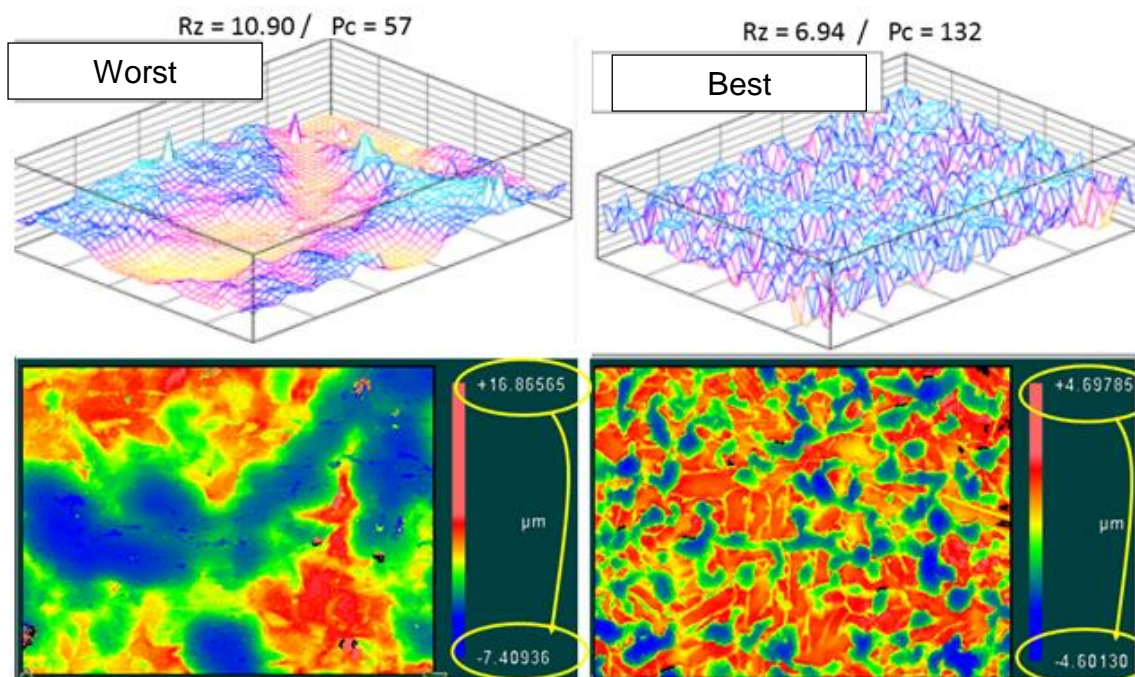 Rz = 10.90 / Pc = 57
Worst
Rz = 6.94 / Pc = 132
Best
+16.86565
µm
-7.40936
+4.69785
µm
-4.60130